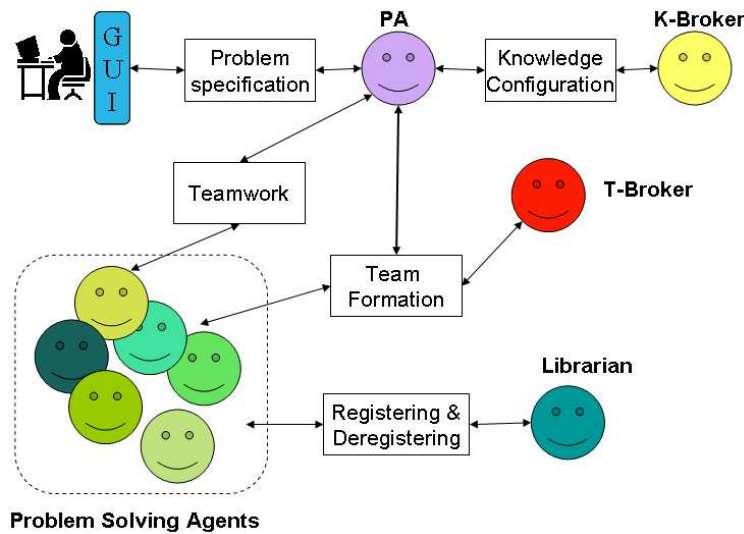 PA
K-Broker
G
U
I
Problem
specification
Knowledge
Configuration
Teamwork
T-Broker
Team
Formation
Librarian
Registering &
Deregistering
Problem Solving Agents